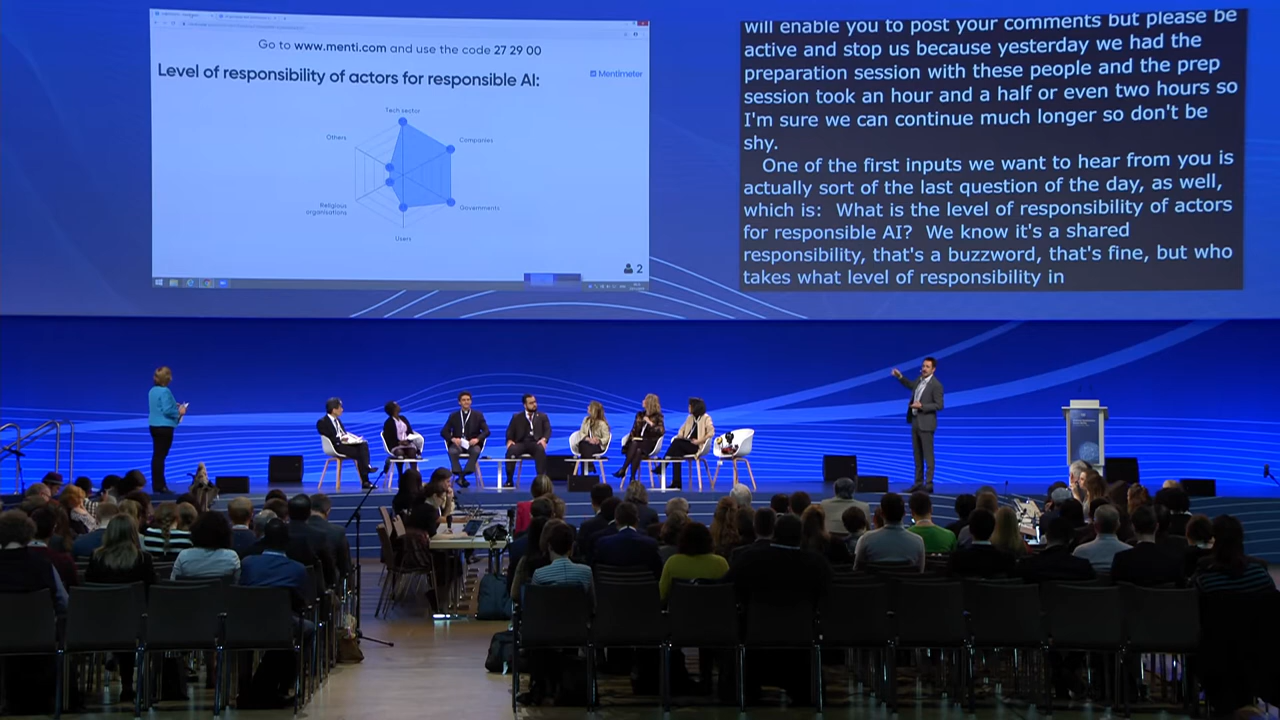 Go to www.menti.com and use the code 27 29 00
Level of responsibility of actors for responsible AI:
Mentimeter
Tech sector
Others
Companies
Religious
organisations
Governments
Users
2
will enable you to post your comments but please be
active and stop us because yesterday we had the
preparation session with these people and the prep
session took an hour and a half or even two hours so
I'm sure we can continue much longer so don't be
shy.
One of the first inputs we want to hear from you is
actually sort of the last question of the day, as well,
which is: What is the level of responsibility of actors
for responsible AI? We know it's a shared
responsibility, that's a buzzword, that's fine, but who
takes what level of responsibility in